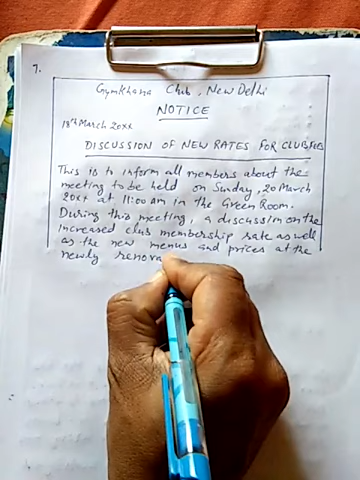 7.
Gymkhana Club, New Delhi
NOTICE
18th March 20xx
DISCUSSION OF NEW RATES FOR CLUB FEES
This is to inform all members about the
meeting to be held on Sunday, 20 March
20xx at 11:00 am in the Green Room.
During this meeting, a discussion on the
increased club membership rate as well
as the new menus and prices at the
newly renova